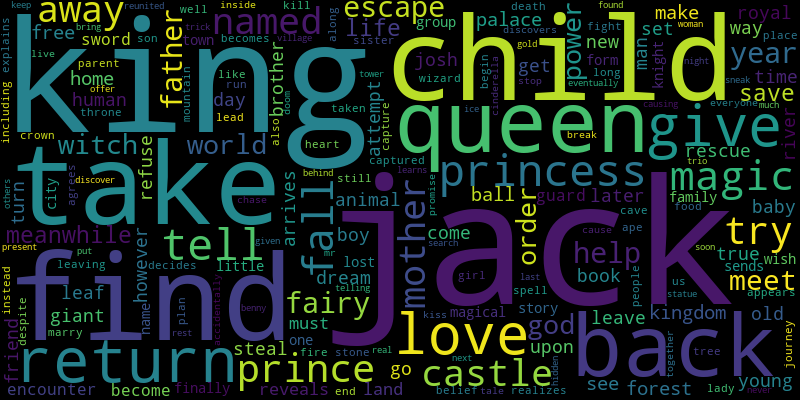 king
child
jack
find
take
queen
back
return
love
give
magic
princess
prince
castle
fall
tell
try
away
named
escape
life
palace
power
make
royal
year
time
save
father
brother
home
human
day
world
witch
refuse
free
sword
son
town
kill
inside
keep
trick
village
reunited
bring
well
becomes
like
run
lead
live
parent
offer
throne
crown
mountain
tower
doom
including
explains
others
turn
city
discover
agrees
chase
also
sister
along
group
death
wizard
josh
attempt
taken
capture
captured
heart
behind
still
animal
get
begin
stop
cinderella
gold
discovers
eventually
new
form
long
man
set
knight
fight
found
woman
night
sneak
way
place
everyone
much
causing
river
rescue
break
ice
learns
trio
family
food
baby
wish
meet
true
sends
us
appears
statue
soon
old
kingdom
people
book
help
guard
later
cave
ape
cause
ball
order
mother
promise
come
search
girl
last
spell
story
god
upon
leave
see
forest
together
tree
lady
young
never
journey
hidden
realizes
tale
belief
next
kiss
magical
go
land
real
end
stone
fire
one
must
fairy
giant
steal
reveals
finally
become
encounter
friend
instead
despite
present
meanwhile
however
name
leaf
leaving
put
marry
plan
decides
little
lost
dream
boy
mr
arrives
given
telling
benny
rest
accidentally